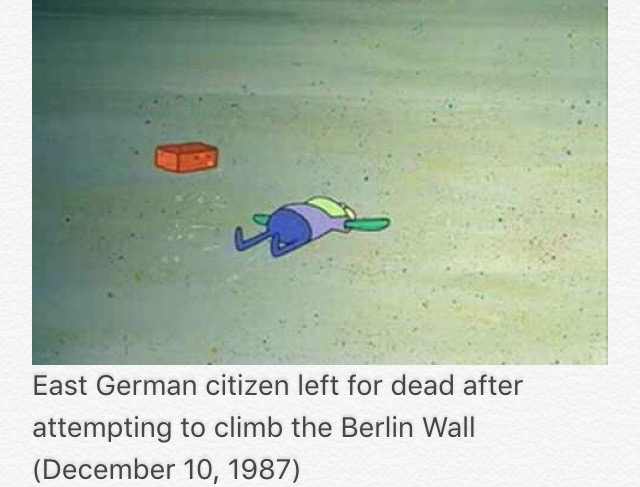 East German citizen left for dead after
attempting to climb the Berlin Wall
(December 10, 1987)